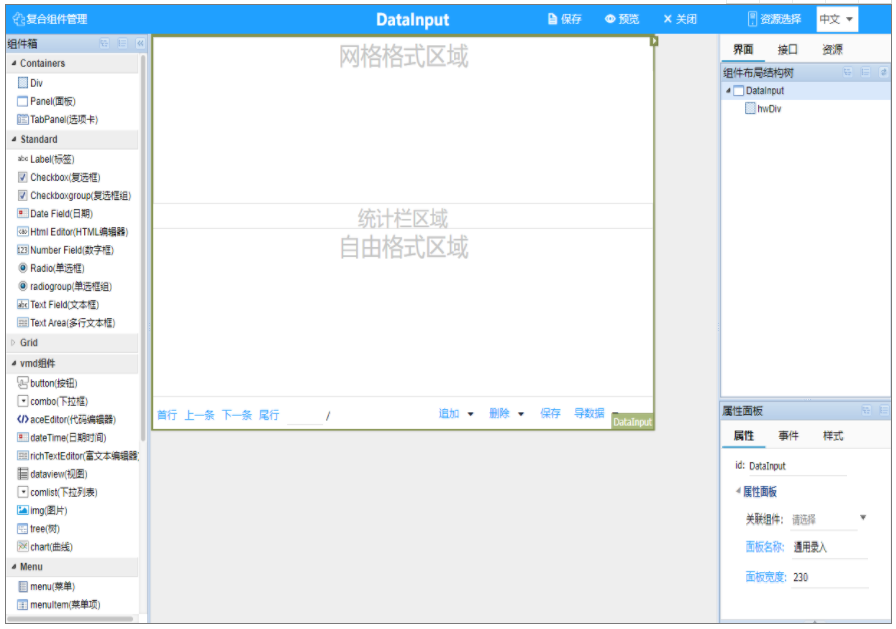 复合组件管理
DataInput
保存
预览
关闭
资源选择
中文
组件箱
Containers
Div
Panel(面板)
TabPanel(选项卡)
Standard
abc Label(标签)
Checkbox(复选框)
Checkboxgroup(复选框组)
Date Field(日期)
Html Editor(HTML编辑器)
123 Number Field(数字框)
Radio(单选框)
radiogroup(单选框组)
abc Text Field(文本框)
Text Area(多行文本框)
Grid
vmd组件
button(按钮)
combo(下拉框)
aceEditor(代码编辑器)
dateTime(日期时间)
richTextEditor(富文本编辑器)
dataview(视图)
comlist(下拉列表)
img(图片)
tree(树)
chart(曲线)
Menu
menu(菜单)
menuItem(菜单项)
网格格式区域
统计栏区域
自由格式区域
首行 上一条 下一条 尾行 /
追加 删除 保存 导数据
DataInput
界面 接口 资源
组件布局结构树
DataInput
hwDiv
属性面板
属性 事件 样式
id: DataInput
属性面板
关联组件: 请选择
面板名称: 通用录入
面板宽度: 230